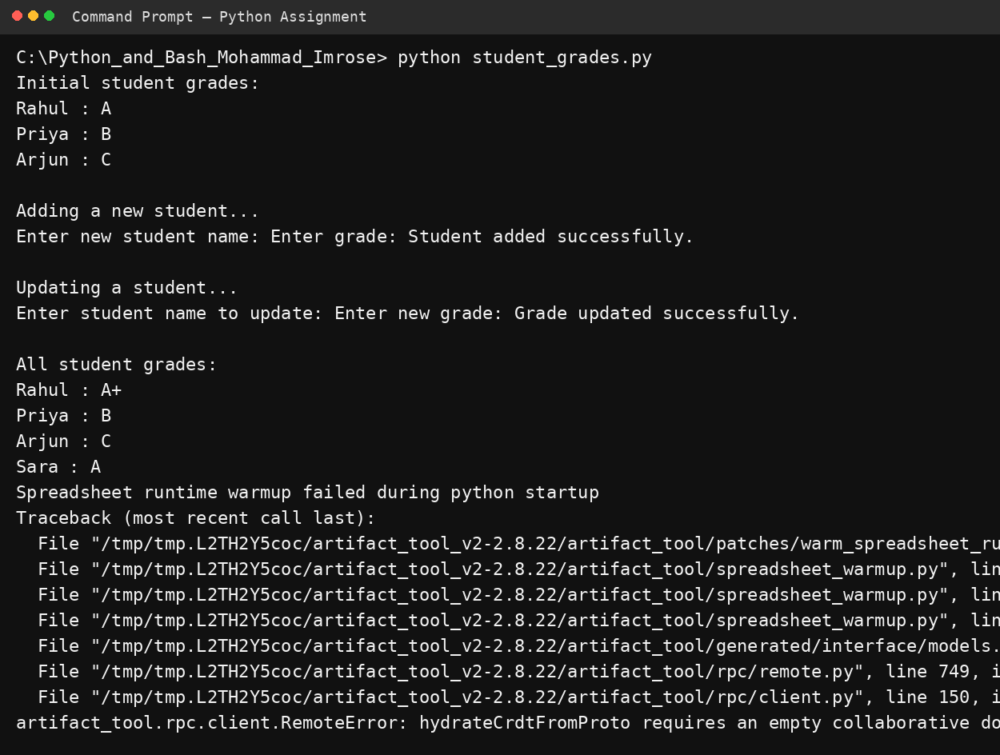 Command Prompt — Python Assignment
C:\Python_and_Bash_Mohammad_Imrose> python student_grades.py
Initial student grades:
Rahul : A
Priya : B
Arjun : C
Adding a new student...
Enter new student name: Enter grade: Student added successfully.
Updating a student...
Enter student name to update: Enter new grade: Grade updated successfully.
All student grades:
Rahul : A+
Priya : B
Arjun : C
Sara : A
Spreadsheet runtime warmup failed during python startup
Traceback (most recent call last):
File "/tmp/tmp.L2TH2Y5coc/artifact_tool_v2-2.8.22/artifact_tool/patches/warm_spreadsheet_ru
File "/tmp/tmp.L2TH2Y5coc/artifact_tool_v2-2.8.22/artifact_tool/spreadsheet_warmup.py", lin
File "/tmp/tmp.L2TH2Y5coc/artifact_tool_v2-2.8.22/artifact_tool/spreadsheet_warmup.py", lin
File "/tmp/tmp.L2TH2Y5coc/artifact_tool_v2-2.8.22/artifact_tool/spreadsheet_warmup.py", lin
File "/tmp/tmp.L2TH2Y5coc/artifact_tool_v2-2.8.22/artifact_tool/generated/interface/models.
File "/tmp/tmp.L2TH2Y5coc/artifact_tool_v2-2.8.22/artifact_tool/rpc/remote.py", line 749, i
File "/tmp/tmp.L2TH2Y5coc/artifact_tool_v2-2.8.22/artifact_tool/rpc/client.py", line 150, i
artifact_tool.rpc.client.RemoteError: hydrateCrdtFromProto requires an empty collaborative do